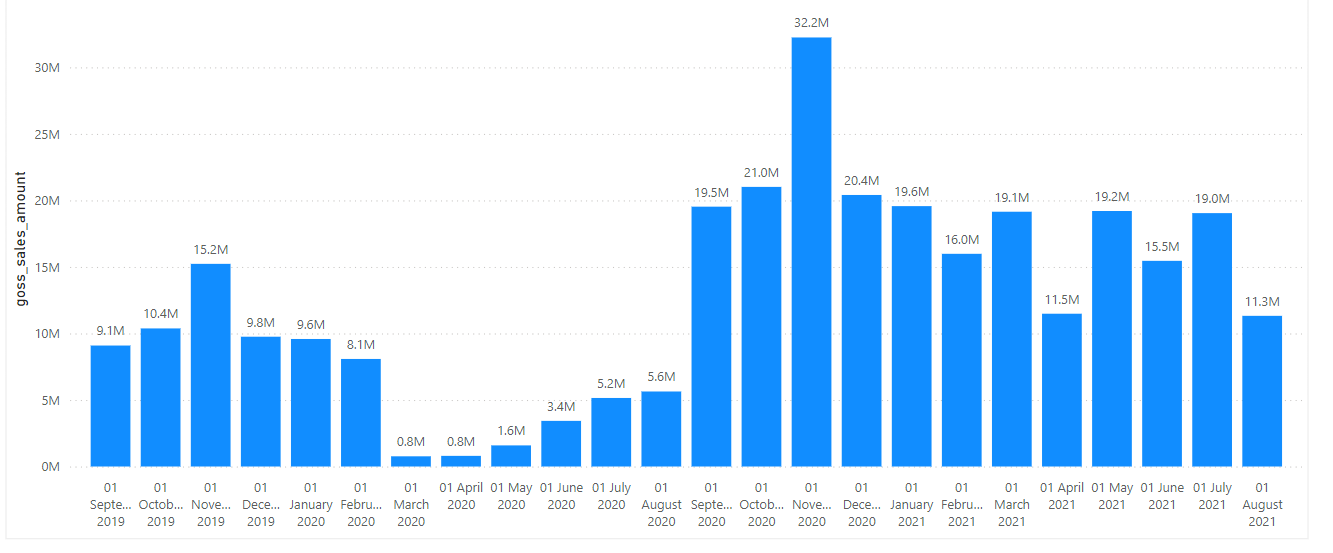 32.2M
30M
25M
21.0M
20.4M
19.5M
19.6M
19.1M
19.2M
19.0M
20M
16.0M
15.5M
15.2M
15M
11.5M
11.3M
10.4M
9.8M
9.6M
9.1M
10M
8.1M
5.6M
5.2M
5M
3.4M
1.6M
0.8M
0.8M
0M
goss_sales_amount
01 Septe... 2019
01 Octob... 2019
01 Nove... 2019
01 Dece... 2019
01 January 2020
01 Febru... 2020
01 March 2020
01 April 2020
01 May 2020
01 June 2020
01 July 2020
01 August 2020
01 Septe... 2020
01 Octob... 2020
01 Nove... 2020
01 Dece... 2020
01 January 2021
01 Febru... 2021
01 March 2021
01 April 2021
01 May 2021
01 June 2021
01 July 2021
01 August 2021